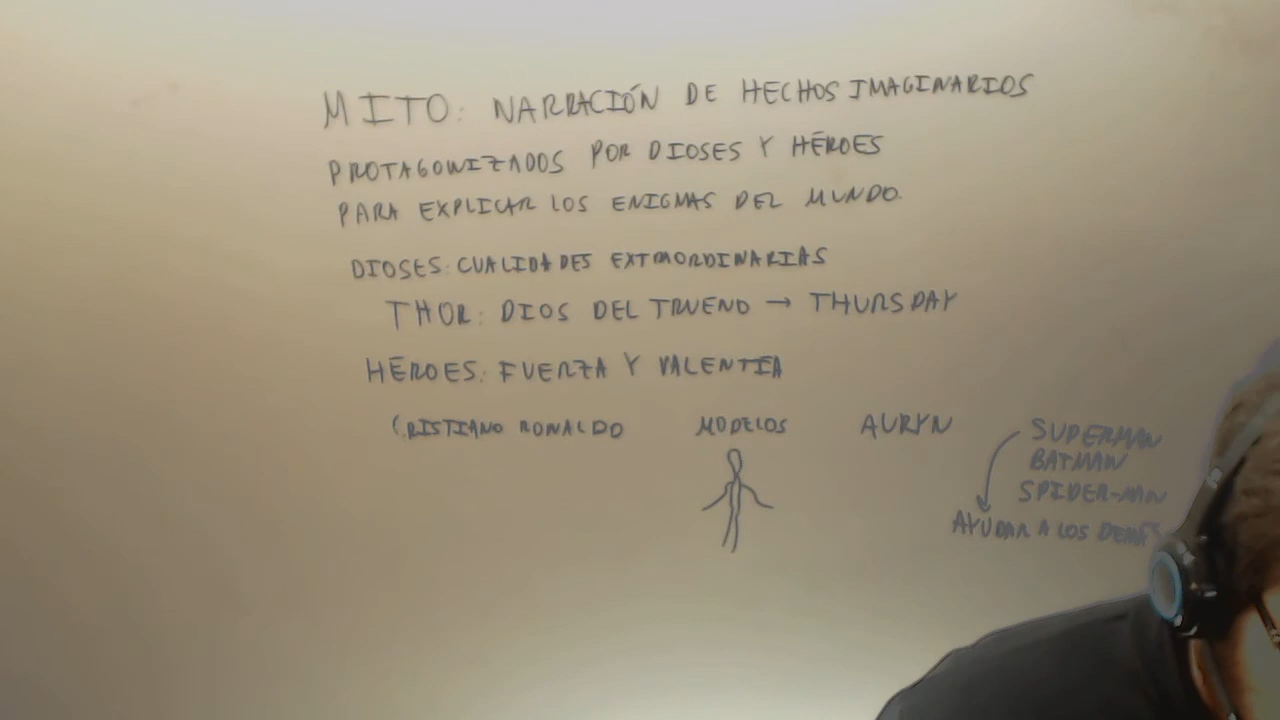 MITO: NARRACIÓN DE HECHOS IMAGINARIOS
PROTAGONIZADOS POR DIOSES Y HÉROES
PARA EXPLICAR LOS ENIGMAS DEL MUNDO.
DIOSES: CUALIDADES EXTRAORDINARIAS
THOR: DIOS DEL TRUENO → THURSDAY
HÉROES: FUERZA Y VALENTÍA
CRISTIANO RONALDO MODELOS AURYN
SUPERMAN
BATMAN
SPIDER-MAN
AYUDAR A LOS DEMÁS